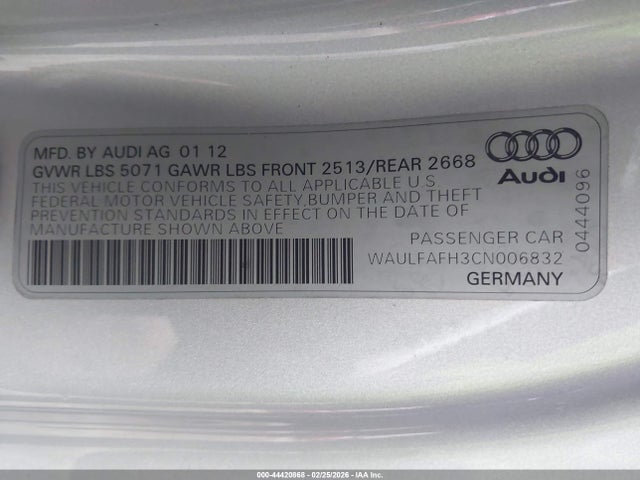 MFD. BY AUDI AG 01 12
GVWR LBS 5071 GAWR LBS FRONT 2513/REAR 2668
THIS VEHICLE CONFORMS TO ALL APPLICABLE U.S.
FEDERAL MOTOR VEHICLE SAFETY,BUMPER AND THEFT
PREVENTION STANDARDS IN EFFECT ON THE DATE OF
MANUFACTURE SHOWN ABOVE
Audi
0444096
PASSENGER CAR
WAULFAFH3CN006832
GERMANY
000-44420868 - 02/25/2026 - IAA Inc.